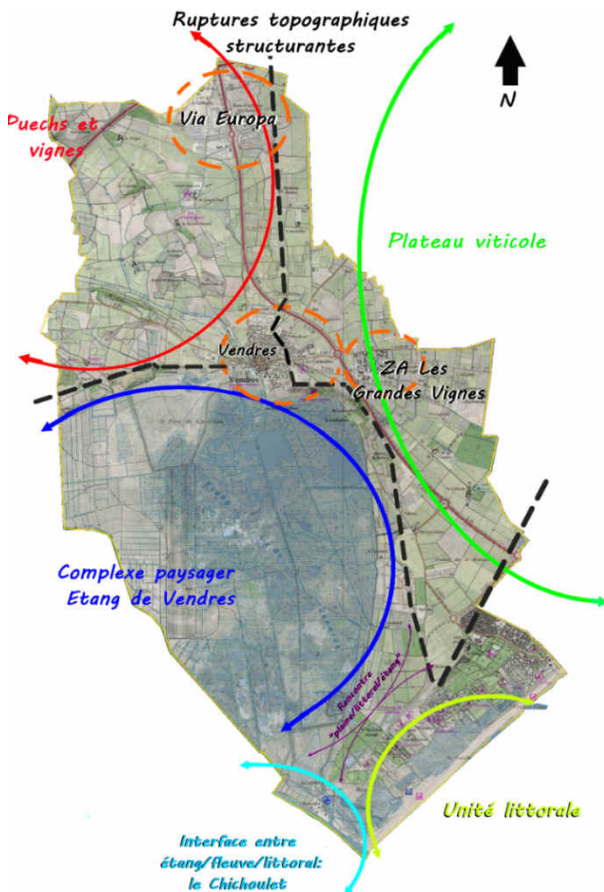 Ruptures topographiques
structurantes
N
Puechs et
vignes
Via Europa
Plateau viticole
Vendres
Vendres
ZA Les
Grandes Vignes
Complexe paysager
Etang de Vendres
Rencontre
"plaine/littoral/étang"
Unité littorale
Interface entre
étang/fleuve/littoral:
le Chichoulet